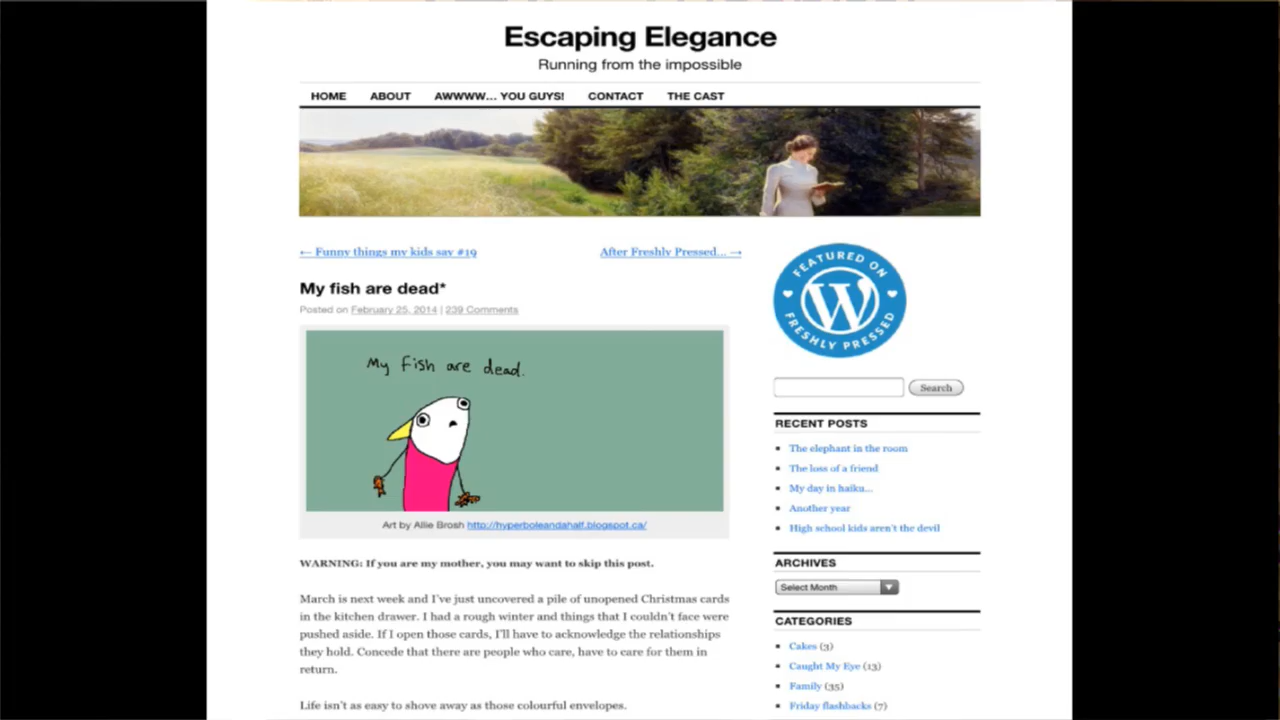 Escaping Elegance
Running from the impossible
HOME ABOUT AWWWW... YOU GUYS! CONTACT THE CAST
← Funny things my kids say #19 After Freshly Pressed... →
FEATURED ON
W
FRESHLY PRESSED
My fish are dead*
Posted on February 25, 2014 | 239 Comments
My fish are dead.
Art by Allie Brosh http://hyperboleandahalf.blogspot.ca/
WARNING: If you are my mother, you may want to skip this post.
March is next week and I've just uncovered a pile of unopened Christmas cards
in the kitchen drawer. I had a rough winter and things that I couldn't face were
pushed aside. If I open those cards, I'll have to acknowledge the relationships
they hold. Concede that there are people who care, have to care for them in
return.
Life isn't as easy to shove away as those colourful envelopes.
Search
RECENT POSTS
The elephant in the room
The loss of a friend
My day in haiku...
Another year
High school kids aren't the devil
ARCHIVES
Select Month
CATEGORIES
Cakes (3)
Caught My Eye (13)
Family (35)
Friday flashbacks (7)